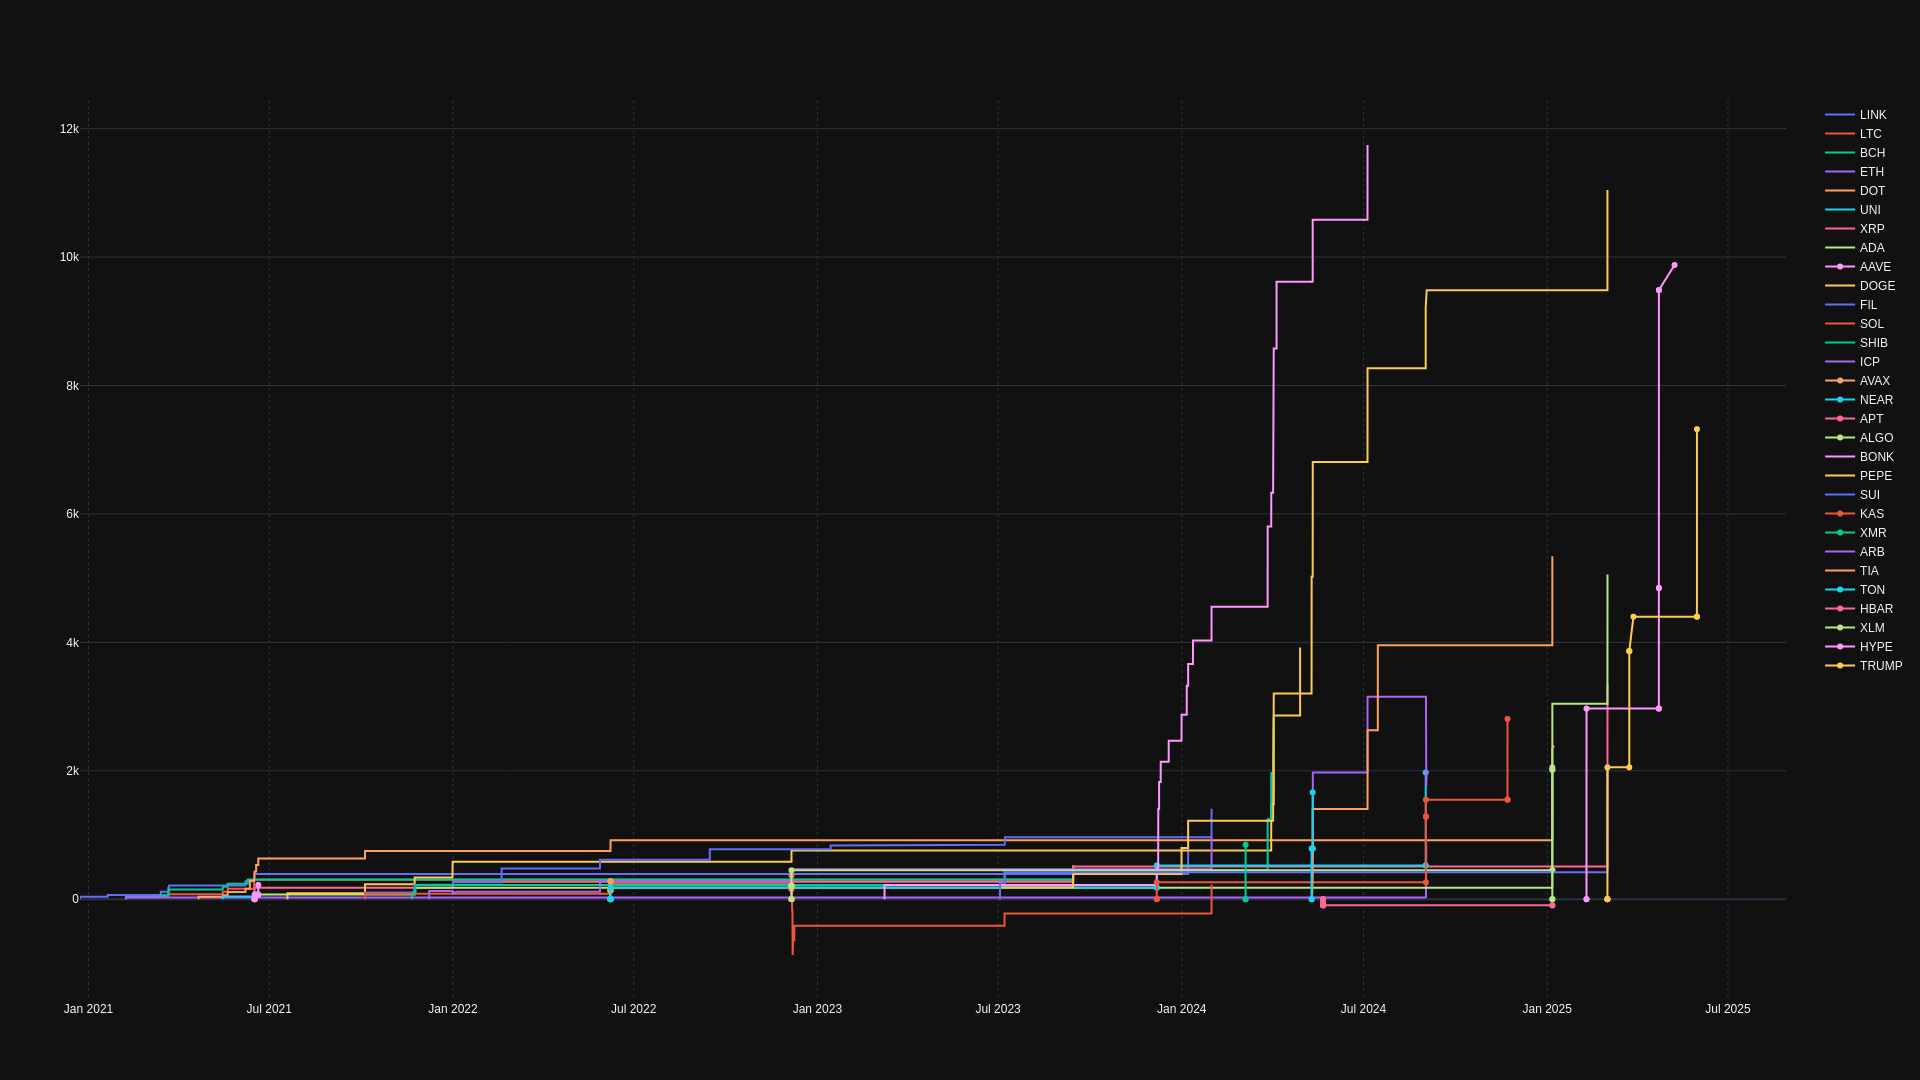 12k
10k
8k
6k
4k
2k
0
Jan 2021
Jul 2021
Jan 2022
Jul 2022
Jan 2023
Jul 2023
Jan 2024
Jul 2024
Jan 2025
Jul 2025
LINK
LTC
BCH
ETH
DOT
UNI
XRP
ADA
AAVE
DOGE
FIL
SOL
SHIB
ICP
AVAX
NEAR
APT
ALGO
BONK
PEPE
SUI
KAS
XMR
ARB
TIA
TON
HBAR
XLM
HYPE
TRUMP